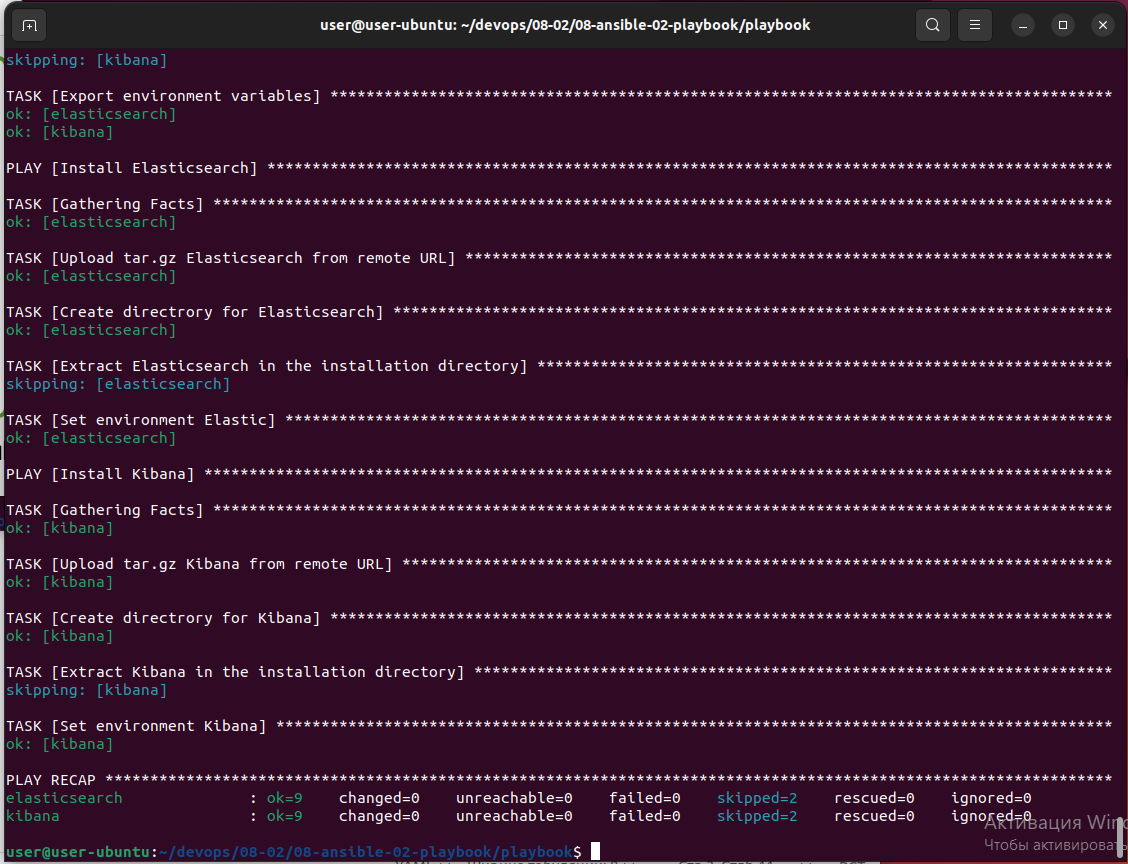 user@user-ubuntu: ~/devops/08-02/08-ansible-02-playbook/playbook
skipping: [kibana]
TASK [Export environment variables] ***************************************************************************************
ok: [elasticsearch]
ok: [kibana]
PLAY [Install Elasticsearch] **********************************************************************************************
TASK [Gathering Facts] ****************************************************************************************************
ok: [elasticsearch]
TASK [Upload tar.gz Elasticsearch from remote URL] ************************************************************************
ok: [elasticsearch]
TASK [Create directrory for Elasticsearch] ********************************************************************************
ok: [elasticsearch]
TASK [Extract Elasticsearch in the installation directory] ****************************************************************
skipping: [elasticsearch]
TASK [Set environment Elastic] ********************************************************************************************
ok: [elasticsearch]
PLAY [Install Kibana] *****************************************************************************************************
TASK [Gathering Facts] ****************************************************************************************************
ok: [kibana]
TASK [Upload tar.gz Kibana from remote URL] *******************************************************************************
ok: [kibana]
TASK [Create directrory for Kibana] ***************************************************************************************
ok: [kibana]
TASK [Extract Kibana in the installation directory] ***********************************************************************
skipping: [kibana]
TASK [Set environment Kibana] *********************************************************************************************
ok: [kibana]
PLAY RECAP ****************************************************************************************************************
elasticsearch              : ok=9    changed=0    unreachable=0    failed=0    skipped=2    rescued=0    ignored=0
kibana                     : ok=9    changed=0    unreachable=0    failed=0    skipped=2    rescued=0    ignored=0
Активация Wind
Чтобы активировать
user@user-ubuntu:~/devops/08-02/08-ansible-02-playbook/playbook$